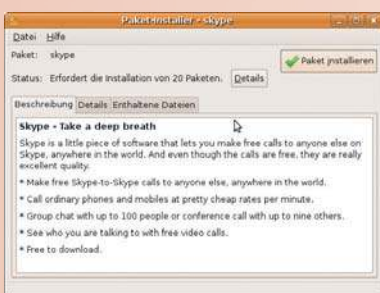 Paket-Installer - skype
Datei Hilfe
Paket: skype
Paket installieren
Status: Erfordert die Installation von 20 Paketen. Details
Beschreibung Details Enthaltene Dateien
Skype - Take a deep breath
Skype is a little piece of software that lets you make free calls to anyone else on
Skype, anywhere in the world. And even though the calls are free, they are really
excellent quality.
* Make free Skype-to-Skype calls to anyone else, anywhere in the world.
* Call ordinary phones and mobiles at pretty cheap rates per minute.
* Group chat with up to 100 people or conference call with up to nine others.
* See who you are talking to with free video calls.
* Free to download.